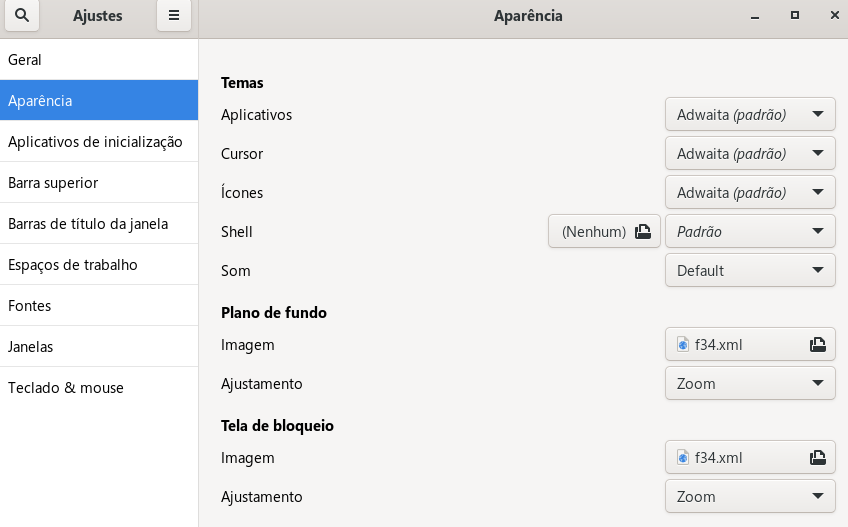 Ajustes
Aparência
Geral
Aparência
Aplicativos de inicialização
Barra superior
Barras de título da janela
Espaços de trabalho
Fontes
Janelas
Teclado & mouse
Temas
Aplicativos Adwaita (padrão)
Cursor Adwaita (padrão)
Ícones Adwaita (padrão)
Shell (Nenhum) Padrão
Som Default
Plano de fundo
Imagem f34.xml
Ajustamento Zoom
Tela de bloqueio
Imagem f34.xml
Ajustamento Zoom